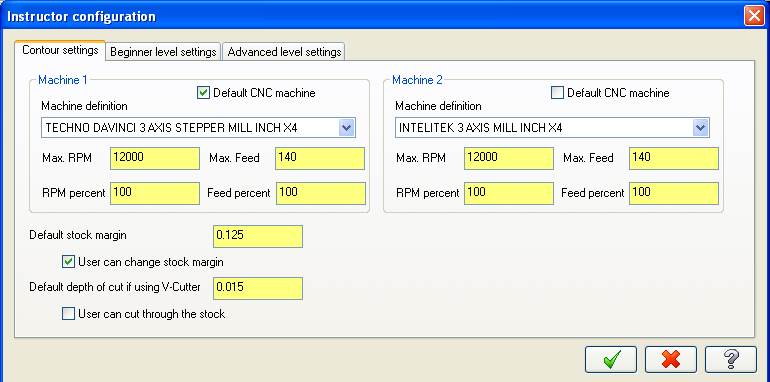 Instructor configuration
Contour settings Beginner level settings Advanced level settings
Machine 1
Default CNC machine
Machine definition
TECHNO DAVINCI 3 AXIS STEPPER MILL INCH X4
Max. RPM 12000 Max. Feed 140
RPM percent 100 Feed percent 100
Machine 2
Default CNC machine
Machine definition
INTELITEK 3 AXIS MILL INCH X4
Max. RPM 12000 Max. Feed 140
RPM percent 100 Feed percent 100
Default stock margin 0.125
User can change stock margin
Default depth of cut if using V-Cutter 0.015
User can cut through the stock
?